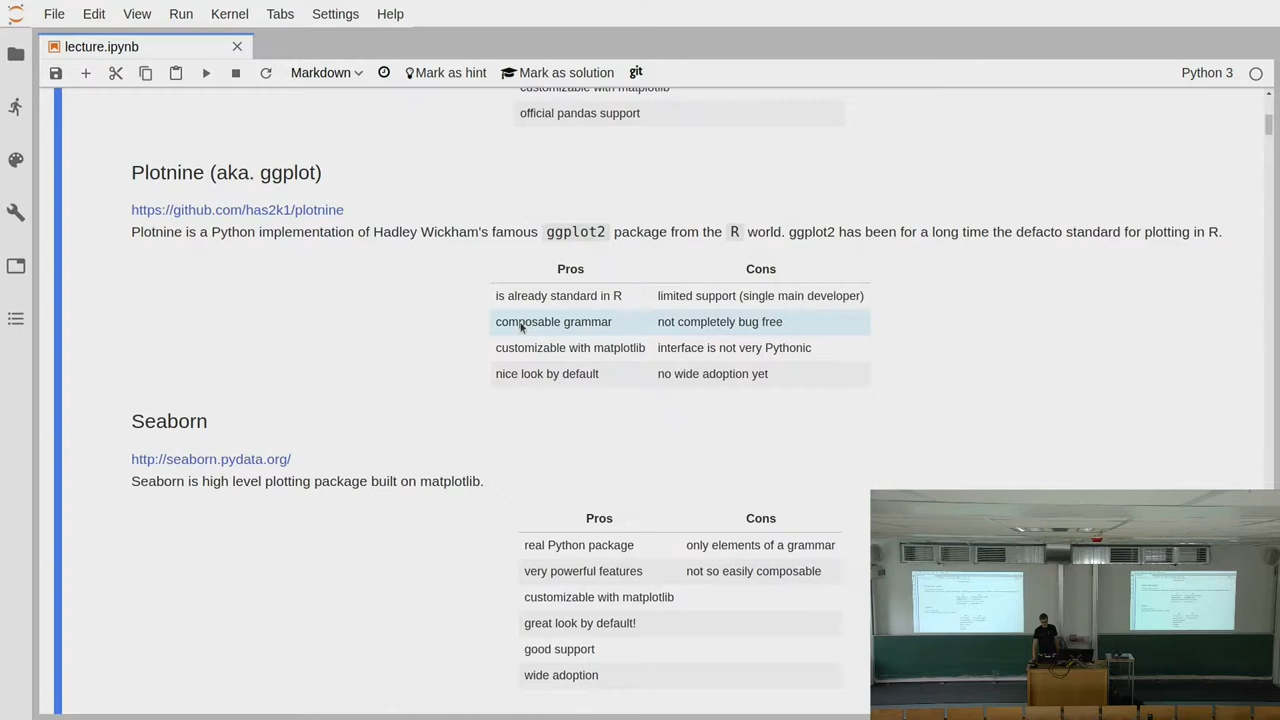 File Edit View Run Kernel Tabs Settings Help
lecture.ipynb
Markdown Mark as hint Mark as solution git Python 3
customizable with matplotlib
official pandas support
Plotnine (aka. ggplot)
https://github.com/has2k1/plotnine
Plotnine is a Python implementation of Hadley Wickham's famous ggplot2 package from the R world. ggplot2 has been for a long time the defacto standard for plotting in R.
Pros Cons
is already standard in R limited support (single main developer)
composable grammar not completely bug free
customizable with matplotlib interface is not very Pythonic
nice look by default no wide adoption yet
Seaborn
http://seaborn.pydata.org/
Seaborn is high level plotting package built on matplotlib.
Pros Cons
real Python package only elements of a grammar
very powerful features not so easily composable
customizable with matplotlib
great look by default!
good support
wide adoption